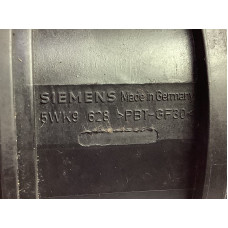 SIEMENS Made in Germany
5WK9 628 >PBT-GF30<